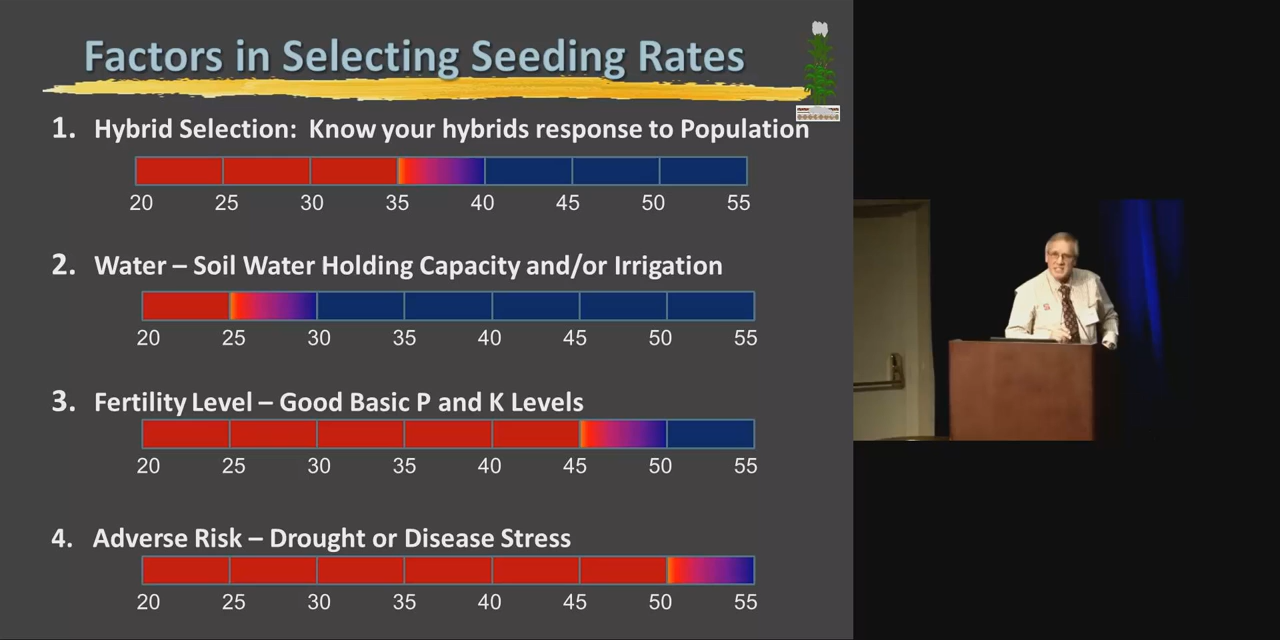 Factors in Selecting Seeding Rates
1. Hybrid Selection: Know your hybrids response to Population
20 25 30 35 40 45 50 55
2. Water – Soil Water Holding Capacity and/or Irrigation
20 25 30 35 40 45 50 55
3. Fertility Level – Good Basic P and K Levels
20 25 30 35 40 45 50 55
4. Adverse Risk – Drought or Disease Stress
20 25 30 35 40 45 50 55